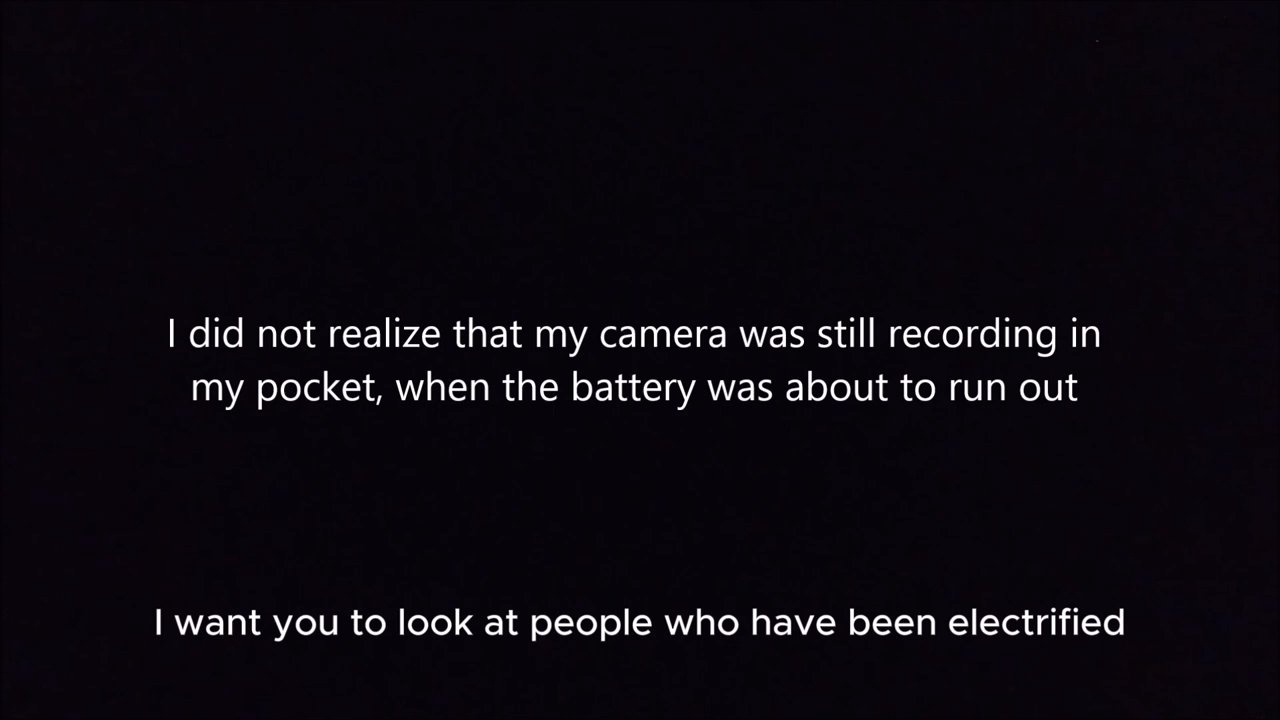 I did not realize that my camera was still recording in
my pocket, when the battery was about to run out
I want you to look at people who have been electrified